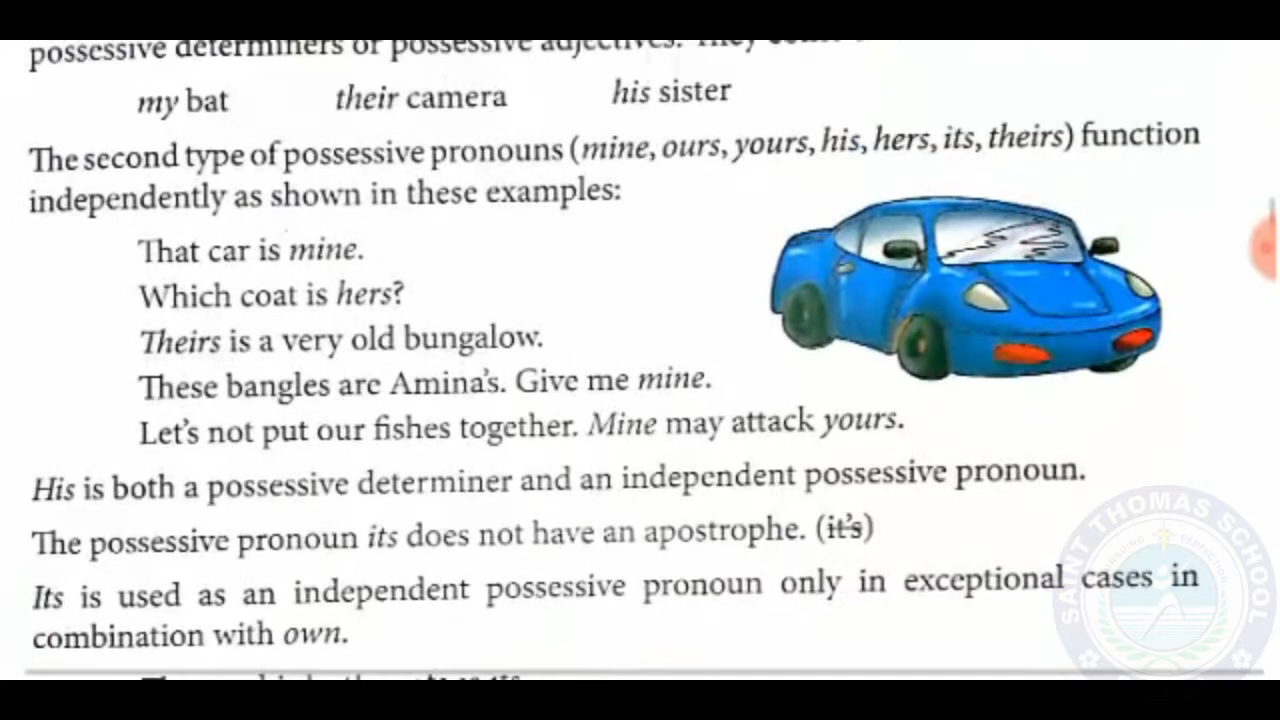 possessive determiners or possessive adjectives. They
my bat their camera his sister
The second type of possessive pronouns (mine, ours, yours, his, hers, its, theirs) function
independently as shown in these examples:
That car is mine.
Which coat is hers?
Theirs is a very old bungalow.
These bangles are Amina's. Give me mine.
Let's not put our fishes together. Mine may attack yours.
His is both a possessive determiner and an independent possessive pronoun.
The possessive pronoun its does not have an apostrophe. (it's)
Its is used as an independent possessive pronoun only in exceptional cases in
combination with own.
SAINT THOMAS SCHOOL